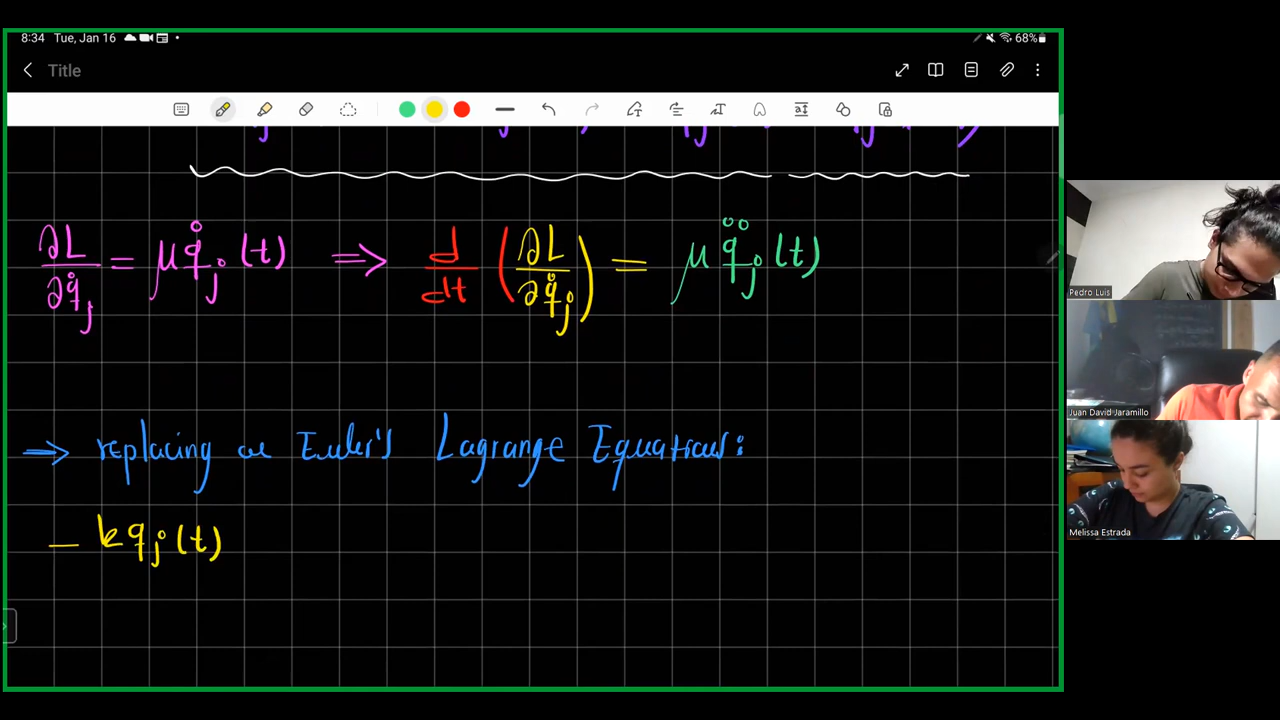 8:34 Tue, Jan 16 68%
Title
∂L/∂q̇j = μq̇j(t) ⇒ d/dt (∂L/∂q̇j) = μq̈j(t)
⇒ replacing on Euler's Lagrange Equations:
– kqj(t)
Pedro Luis
Juan David Jaramillo
Melissa Estrada